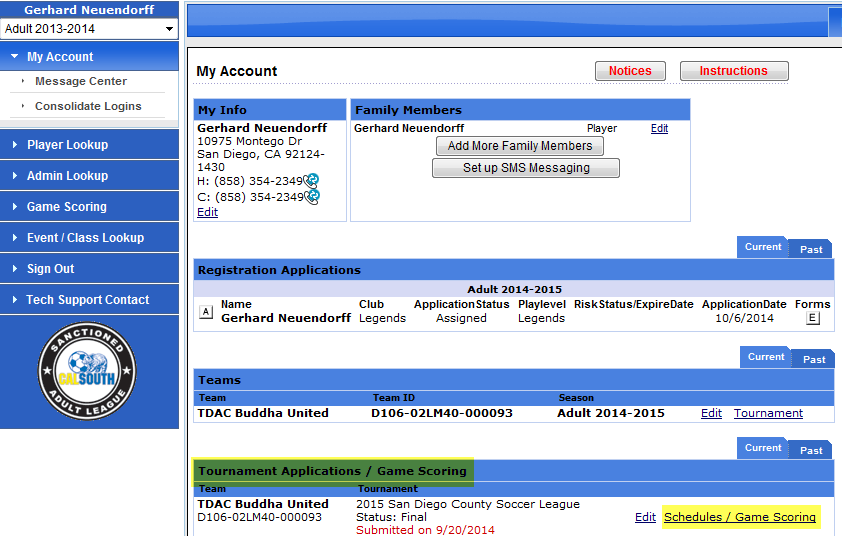 Gerhard Neuendorff
Adult 2013-2014
My Account
Message Center
Consolidate Logins
Player Lookup
Admin Lookup
Game Scoring
Event / Class Lookup
Sign Out
Tech Support Contact
SANCTIONED
CALSOUTH
ADULT LEAGUE
My Account
Notices
Instructions
My Info
Gerhard Neuendorff
10975 Montego Dr
San Diego, CA 92124-
1430
H: (858) 354-2349
C: (858) 354-2349
Edit
Family Members
Gerhard Neuendorff Player Edit
Add More Family Members
Set up SMS Messaging
Current Past
Registration Applications
Adult 2014-2015
Name Club ApplicationStatus Playlevel RiskStatus/ExpireDate ApplicationDate Forms
A Gerhard Neuendorff Legends Assigned Legends 10/6/2014 E
Current Past
Teams
Team Team ID Season
TDAC Buddha United D106-02LM40-000093 Adult 2014-2015 Edit Tournament
Current Past
Tournament Applications / Game Scoring
Team Tournament
TDAC Buddha United 2015 San Diego County Soccer League
D106-02LM40-000093 Status: Final Edit Schedules / Game Scoring
Submitted on 9/20/2014